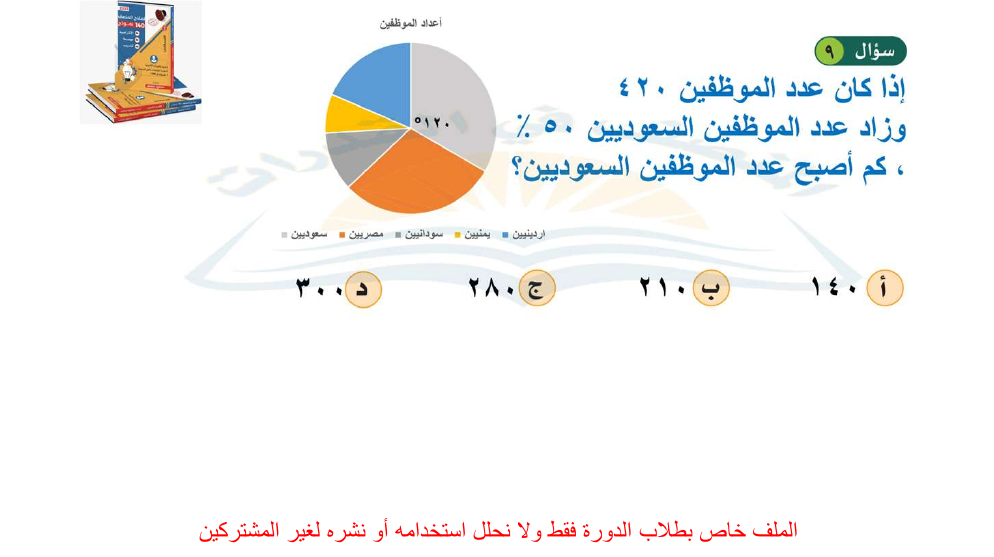 أعداد الموظفين
سؤال ٩
إذا كان عدد الموظفين ٤٢٠
وزاد عدد الموظفين السعوديين ٥٠ ٪
، كم أصبح عدد الموظفين السعوديين؟
١٢٠°
سعوديين مصريين سودانيين يمنيين اردينيين
أ ١٤٠ ب ٢١٠ ج ٢٨٠ د ٣٠٠
الملف خاص بطلاب الدورة فقط ولا نحلل استخدامه أو نشره لغير المشتركين